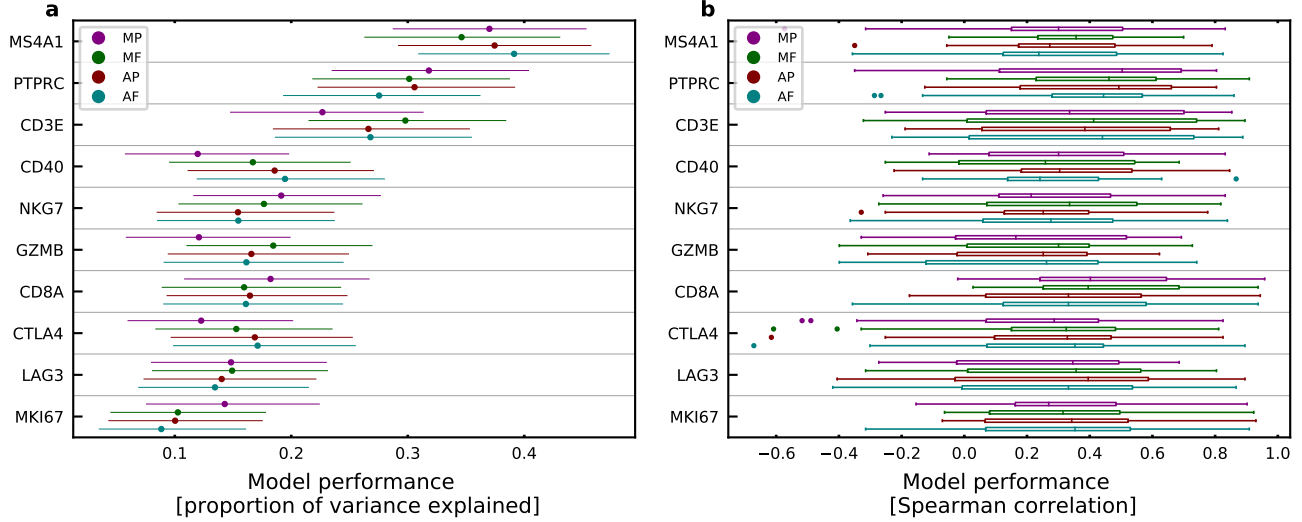 a
MS4A1
PTPRC
CD3E
CD40
NKG7
GZMB
CD8A
CTLA4
LAG3
MKI67
MP
MF
AP
AF
0.1 0.2 0.3 0.4
Model performance
[proportion of variance explained]
b
MS4A1
PTPRC
CD3E
CD40
NKG7
GZMB
CD8A
CTLA4
LAG3
MKI67
MP
MF
AP
AF
−0.6 −0.4 −0.2 0.0 0.2 0.4 0.6 0.8 1.0
Model performance
[Spearman correlation]